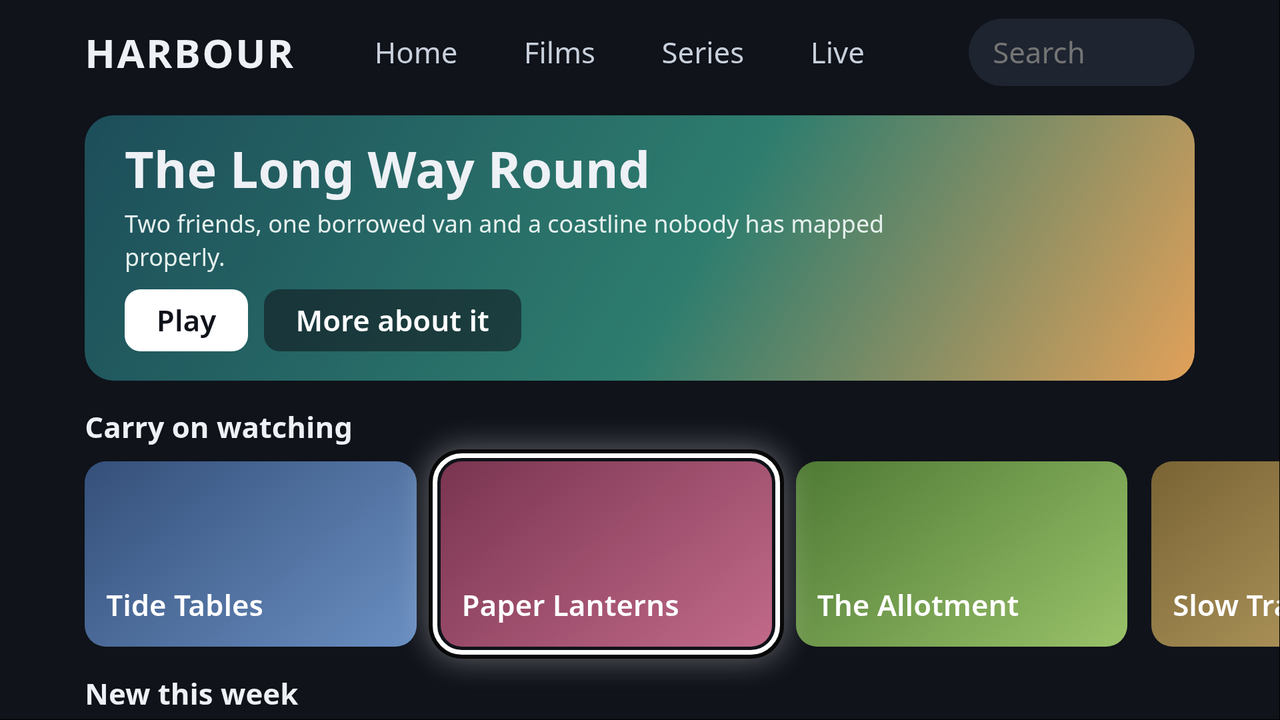 HARBOUR
Home
Films
Series
Live
Search
The Long Way Round
Two friends, one borrowed van and a coastline nobody has mapped
properly.
Play
More about it
Carry on watching
Tide Tables
Paper Lanterns
The Allotment
Slow
New this week